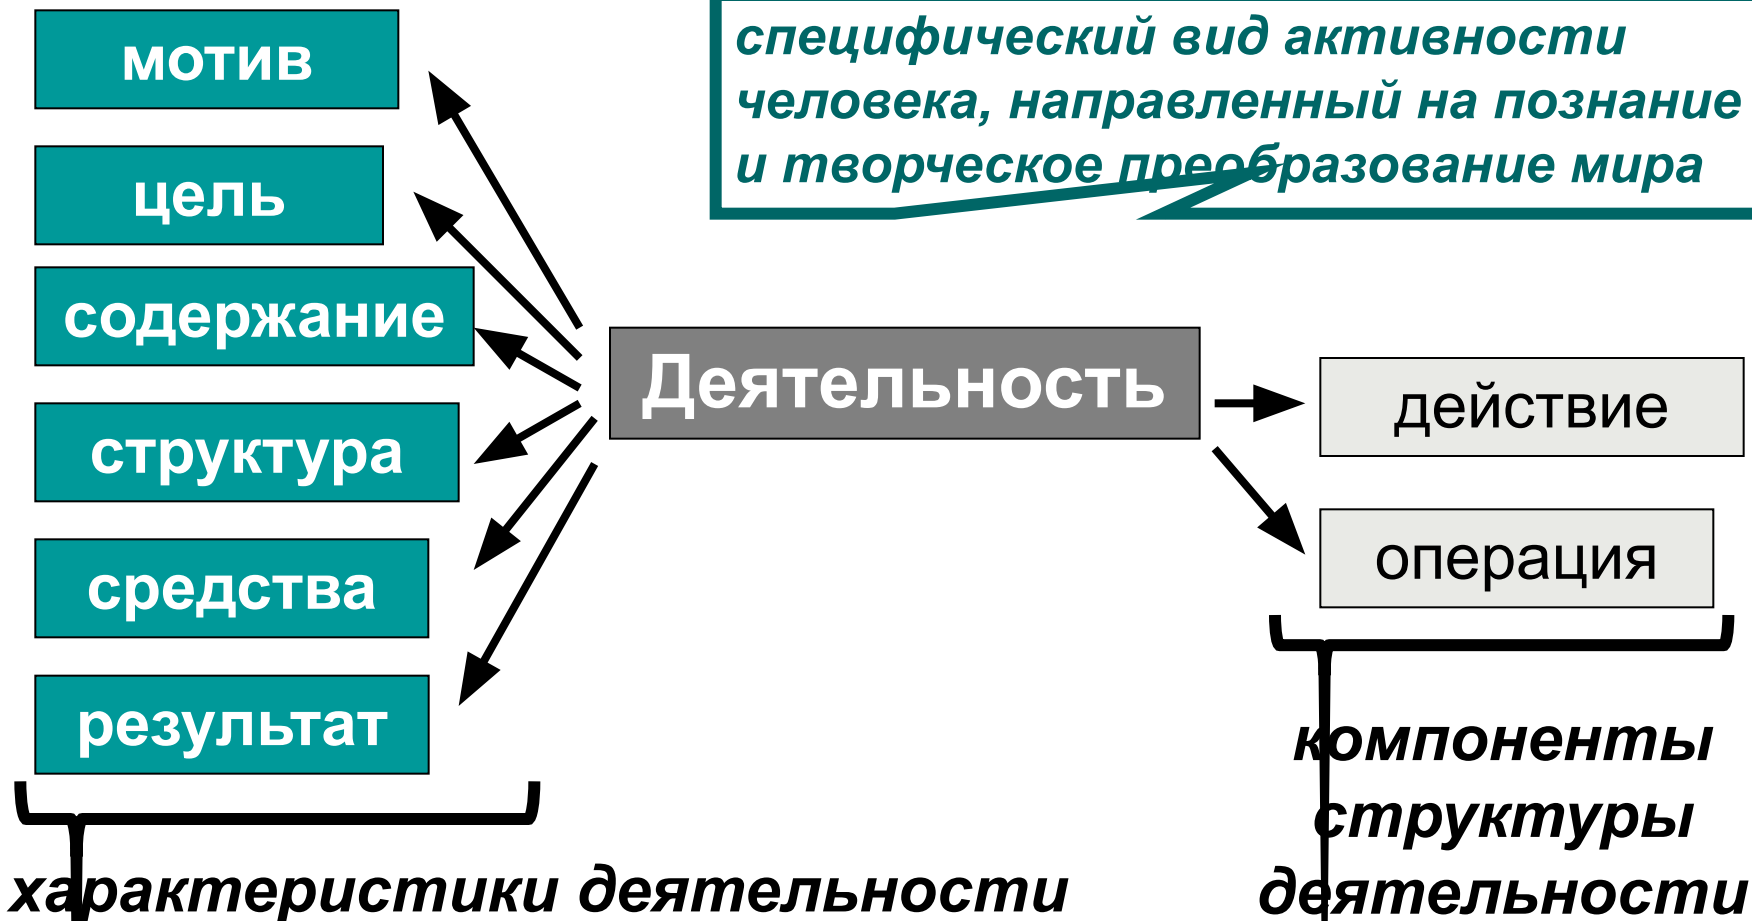 специфический вид активности
человека, направленный на познание
и творческое преобразование мира
мотив
цель
содержание
структура
средства
результат
Деятельность
действие
операция
характеристики деятельности
компоненты
структуры
деятельности